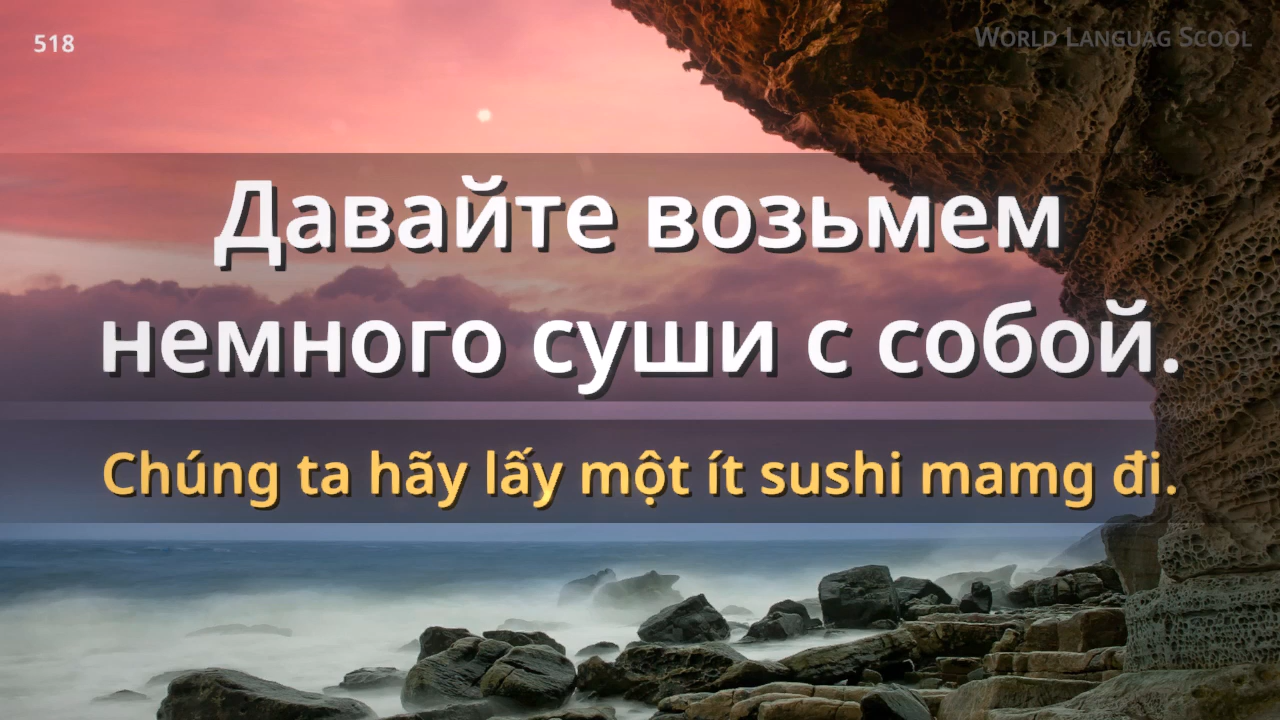 518
World Languag Scool
Давайте возьмем
немного суши с собой.
Chúng ta hãy lấy một ít sushi mamg đi.